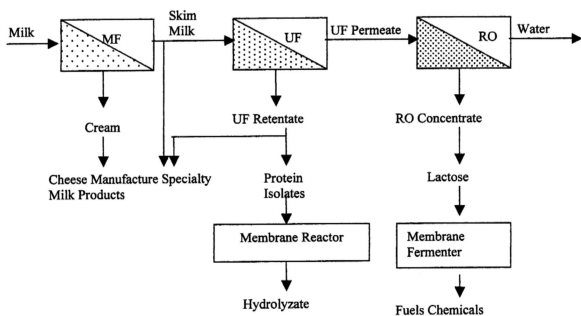 Milk
MF
Skim
Milk
UF
UF Permeate
RO
Water
Cream
UF Retentate
RO Concentrate
Cheese Manufacture Specialty
Milk Products
Protein
Isolates
Lactose
Membrane Reactor
Membrane
Fermenter
Hydrolyzate
Fuels Chemicals